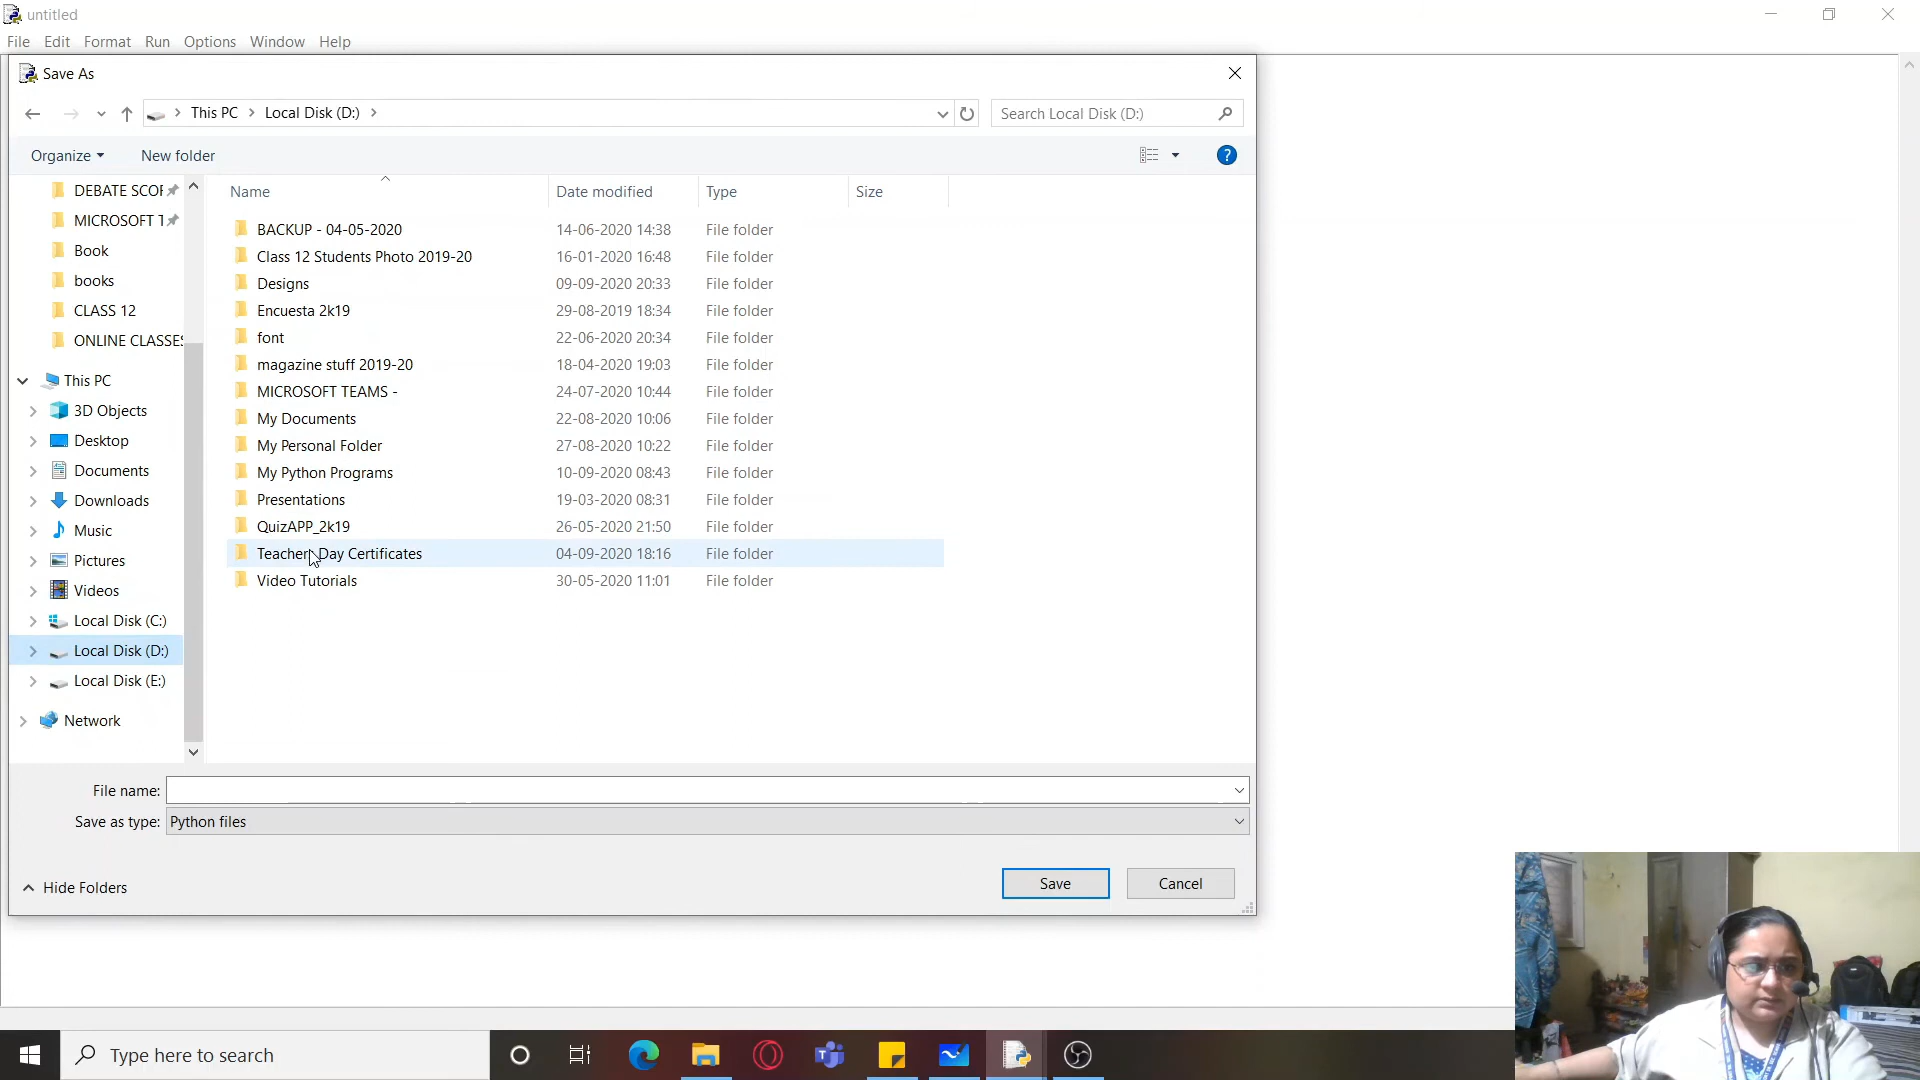 untitled
File Edit Format Run Options Window Help
Save As
This PC Local Disk (D:)
Search Local Disk (D:)
Organize New folder
Name Date modified Type Size
DEBATE SCOF
MICROSOFT T
Book
books
CLASS 12
ONLINE CLASSES
This PC
3D Objects
Desktop
Documents
Downloads
Music
Pictures
Videos
Local Disk (C:)
Local Disk (D:)
Local Disk (E:)
Network
BACKUP - 04-05-2020 14-06-2020 14:38 File folder
Class 12 Students Photo 2019-20 16-01-2020 16:48 File folder
Designs 09-09-2020 20:33 File folder
Encuesta 2k19 29-08-2019 18:34 File folder
font 22-06-2020 20:34 File folder
magazine stuff 2019-20 18-04-2020 19:03 File folder
MICROSOFT TEAMS - 24-07-2020 10:44 File folder
My Documents 22-08-2020 10:06 File folder
My Personal Folder 27-08-2020 10:22 File folder
My Python Programs 10-09-2020 08:43 File folder
Presentations 19-03-2020 08:31 File folder
QuizAPP_2k19 26-05-2020 21:50 File folder
Teacher Day Certificates 04-09-2020 18:16 File folder
Video Tutorials 30-05-2020 11:01 File folder
File name:
Save as type: Python files
Hide Folders
Save Cancel
Type here to search